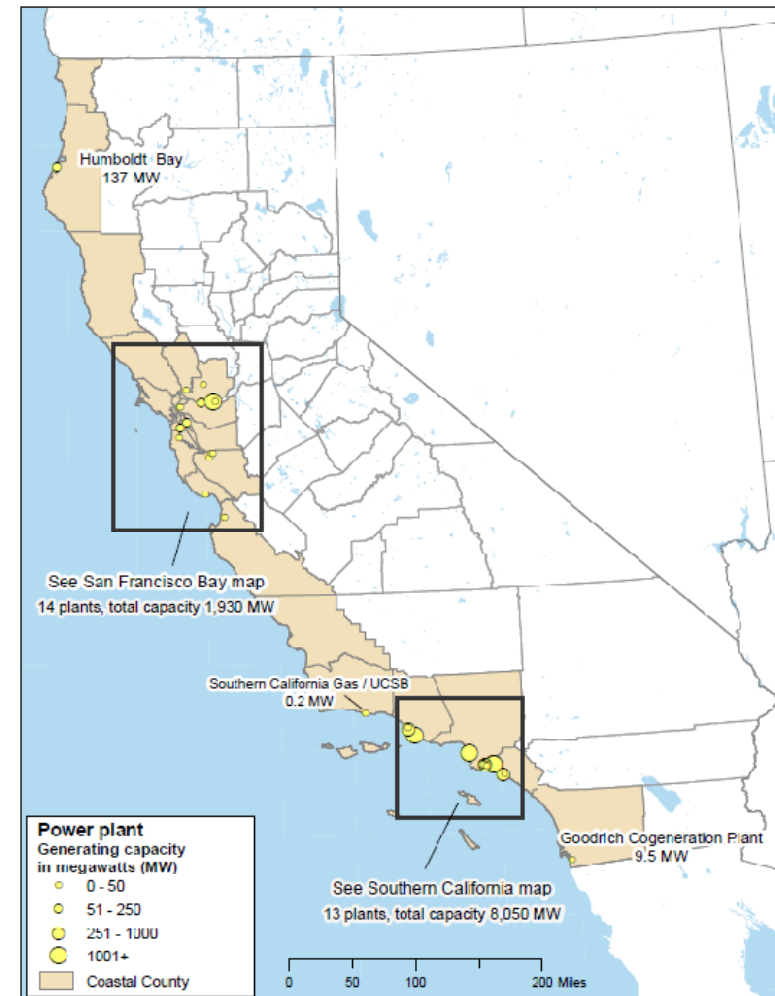 Humboldt Bay
137 MW
See San Francisco Bay map
14 plants, total capacity 1,930 MW
Southern California Gas / UCSB
0.2 MW
Goodrich Cogeneration Plant
9.5 MW
See Southern California map
13 plants, total capacity 8,050 MW
Power plant
Generating capacity
in megawatts (MW)
0 - 50
51 - 250
251 - 1000
1001+
Coastal County
0 50 100 200 Miles